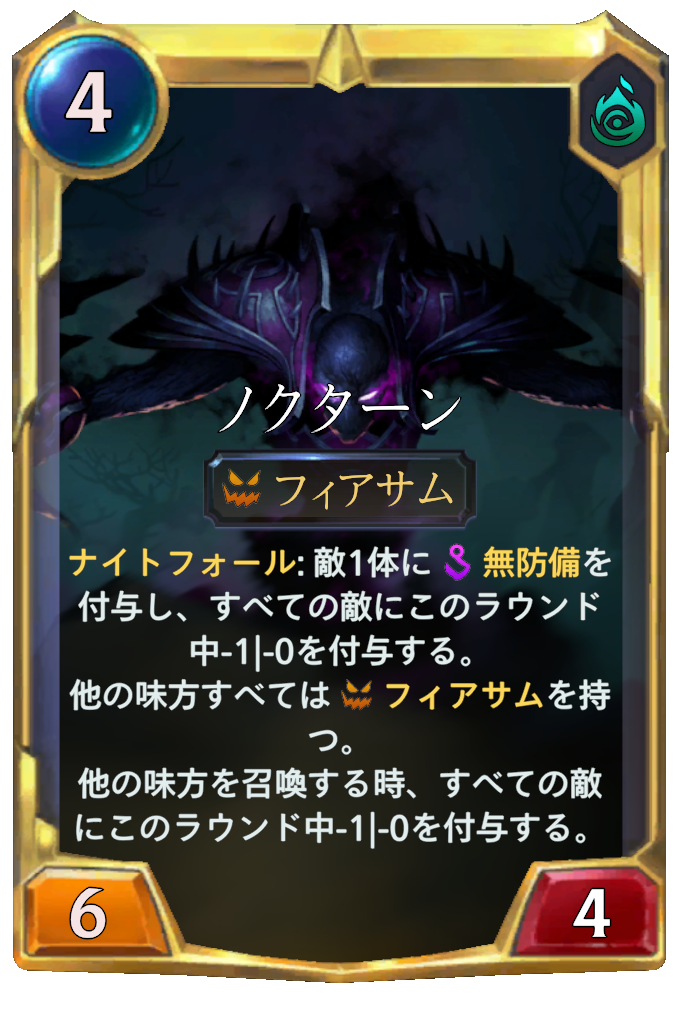 4
ノクターン
フィアサム
ナイトフォール: 敵1体に 無防備を
付与し、すべての敵にこのラウンド
中-1|-0を付与する。
他の味方すべては フィアサムを持
つ。
他の味方を召喚する時、すべての敵
にこのラウンド中-1|-0を付与する。
6
4